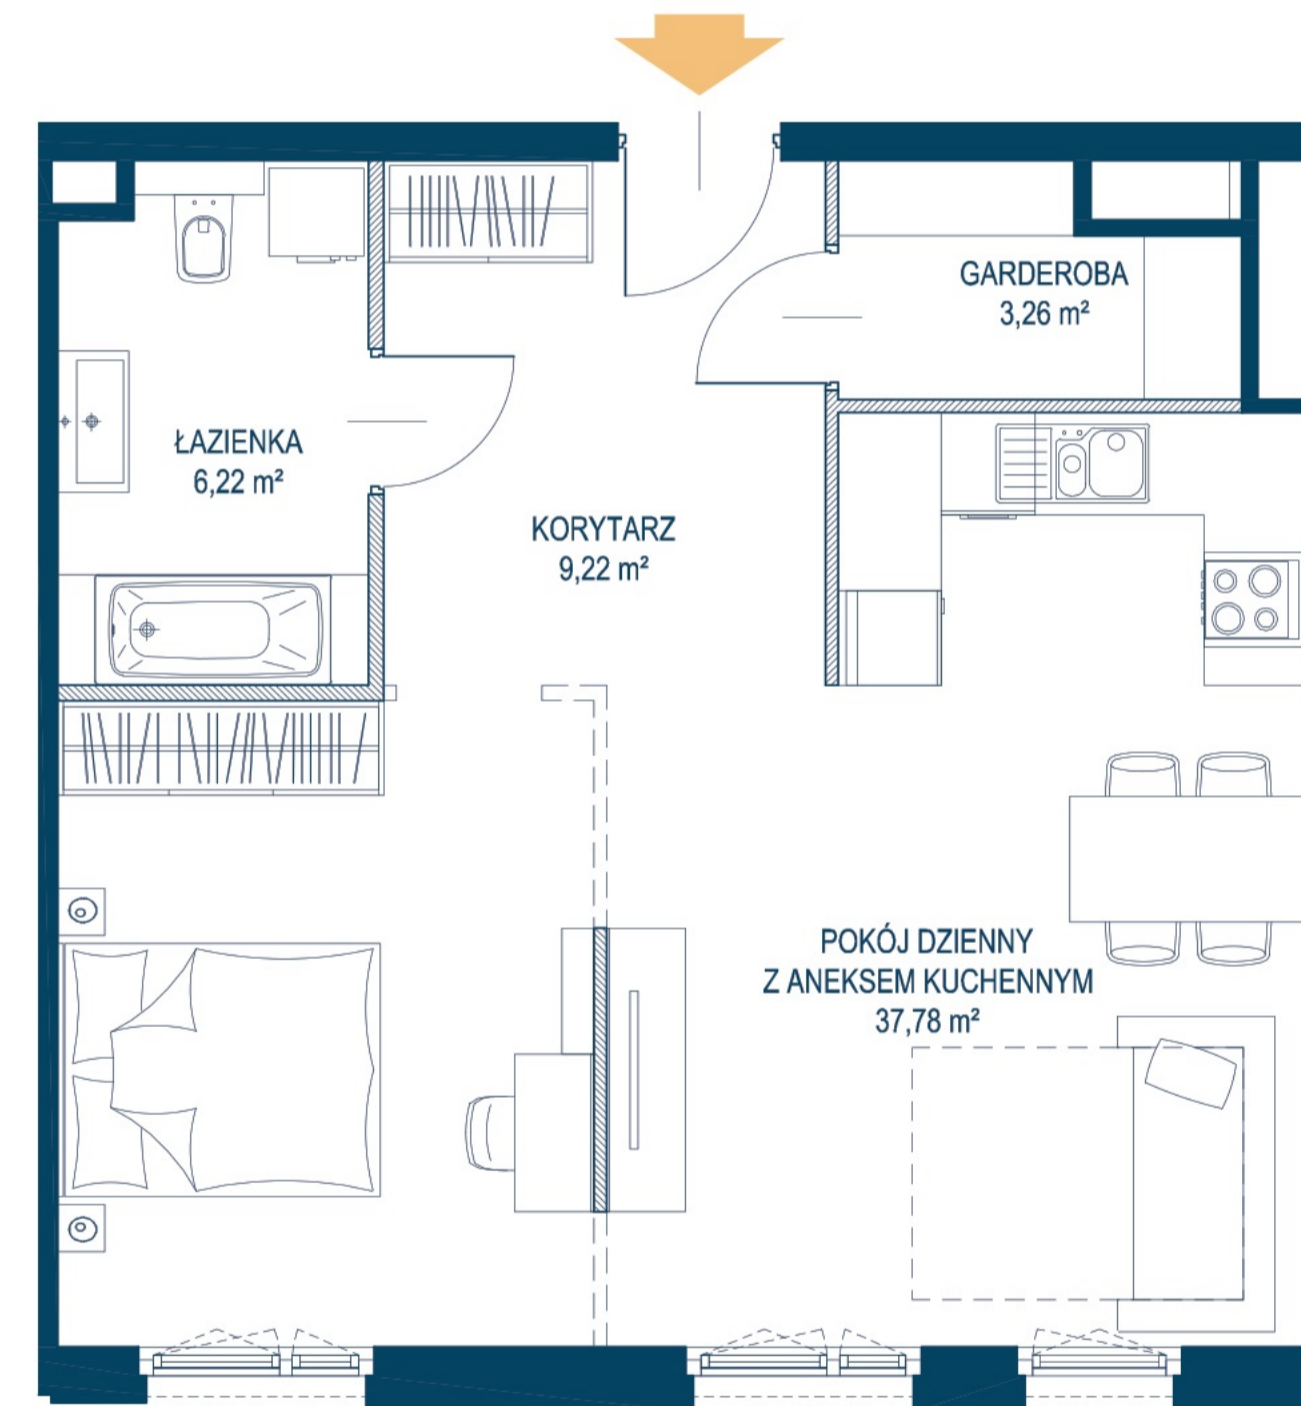 GARDEROBA
3,26 m²
ŁAZIENKA
6,22 m²
KORYTARZ
9,22 m²
POKÓJ DZIENNY
Z ANEKSEM KUCHENNYM
37,78 m²